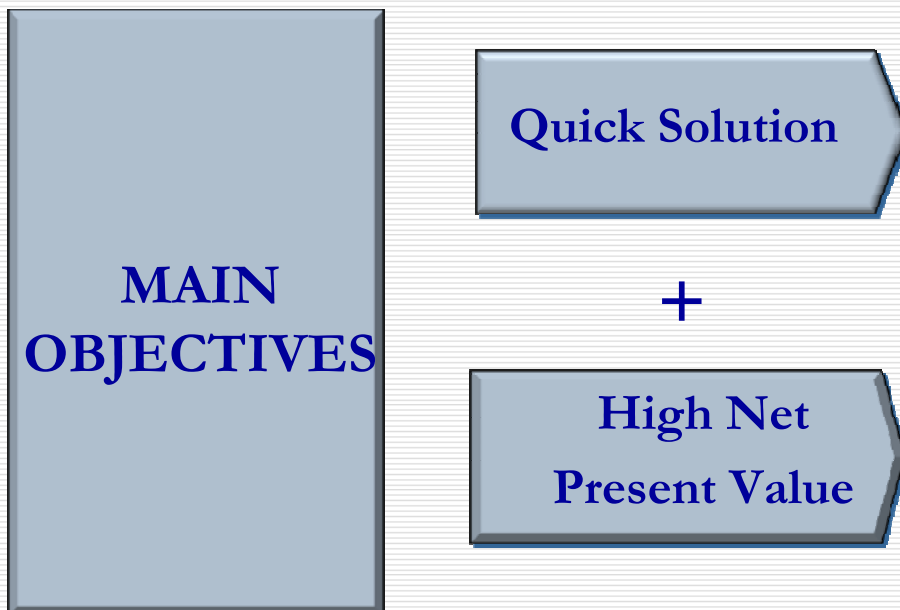 MAIN
OBJECTIVES
Quick Solution
+
High Net
Present Value